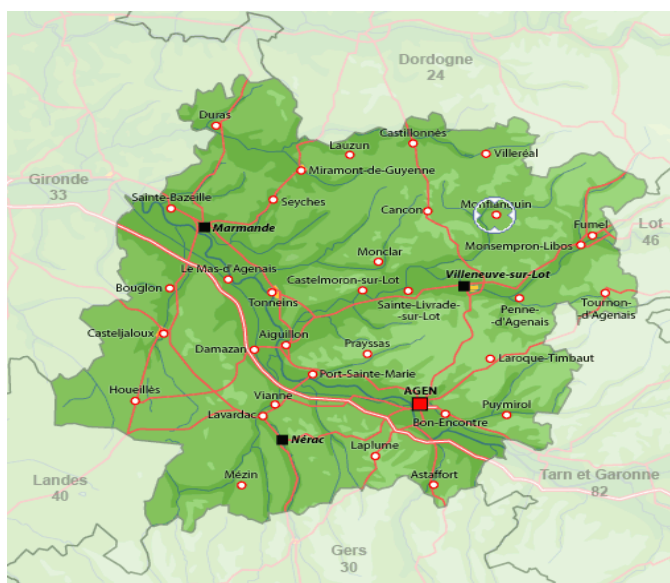 Dordogne
24
Duras
Castillonnès
Lauzun
Villeréal
Miramont-de-Guyenne
Gironde
33
Sainte-Bazeille
Seyches
Cancon
Monflanquin
Marmande
Fumel
Lot
46
Monsempron-Libos
Monclar
Le Mas-d'Agenais
Villeneuve-sur-Lot
Castelmoron-sur-Lot
Bouglon
Tonneins
Sainte-Livrade-
-sur-Lot
Penne-
-d'Agenais
Tournon-
d'Agenais
Casteljaloux
Aiguillon
Damazan
Prayssas
Laroque-Timbaut
Port-Sainte-Marie
Houeillés
Vianne
AGEN
Puymirol
Lavardac
Bon-Encontre
Nérac
Laplume
Landes
40
Mézin
Astaffort
Tarn et Garonne
82
Gers
30